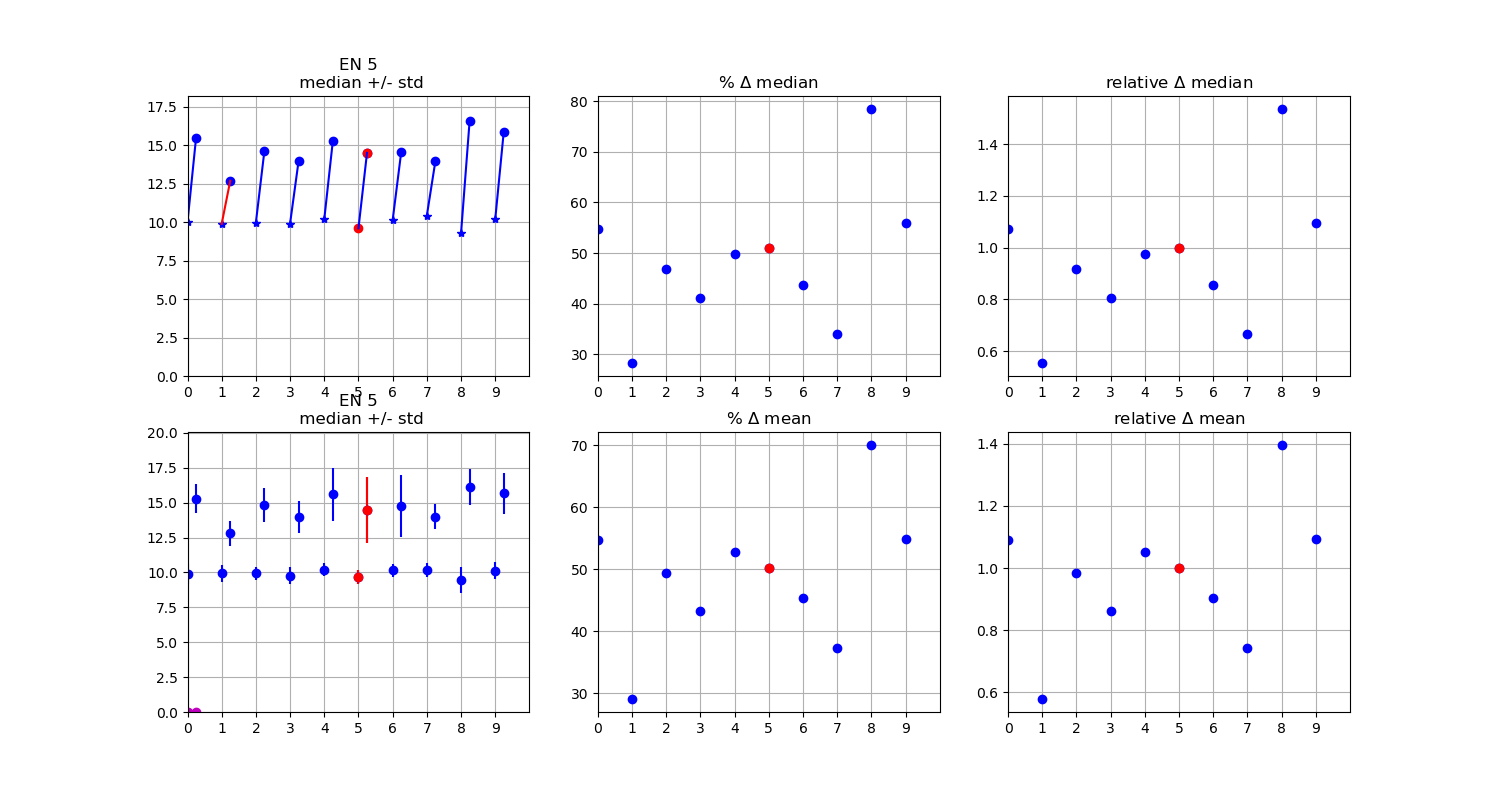 EN 5
median +/- std
17.5
15.0
12.5
10.0
7.5
5.0
2.5
0.0
0 1 2 3 4 5 6 7 8 9
% Δ median
80
70
60
50
40
30
0 1 2 3 4 5 6 7 8 9
relative Δ median
1.4
1.2
1.0
0.8
0.6
0 1 2 3 4 5 6 7 8 9
EN 5
median +/- std
20.0
17.5
15.0
12.5
10.0
7.5
5.0
2.5
0.0
0 1 2 3 4 5 6 7 8 9
% Δ mean
70
60
50
40
30
0 1 2 3 4 5 6 7 8 9
relative Δ mean
1.4
1.2
1.0
0.8
0.6
0 1 2 3 4 5 6 7 8 9